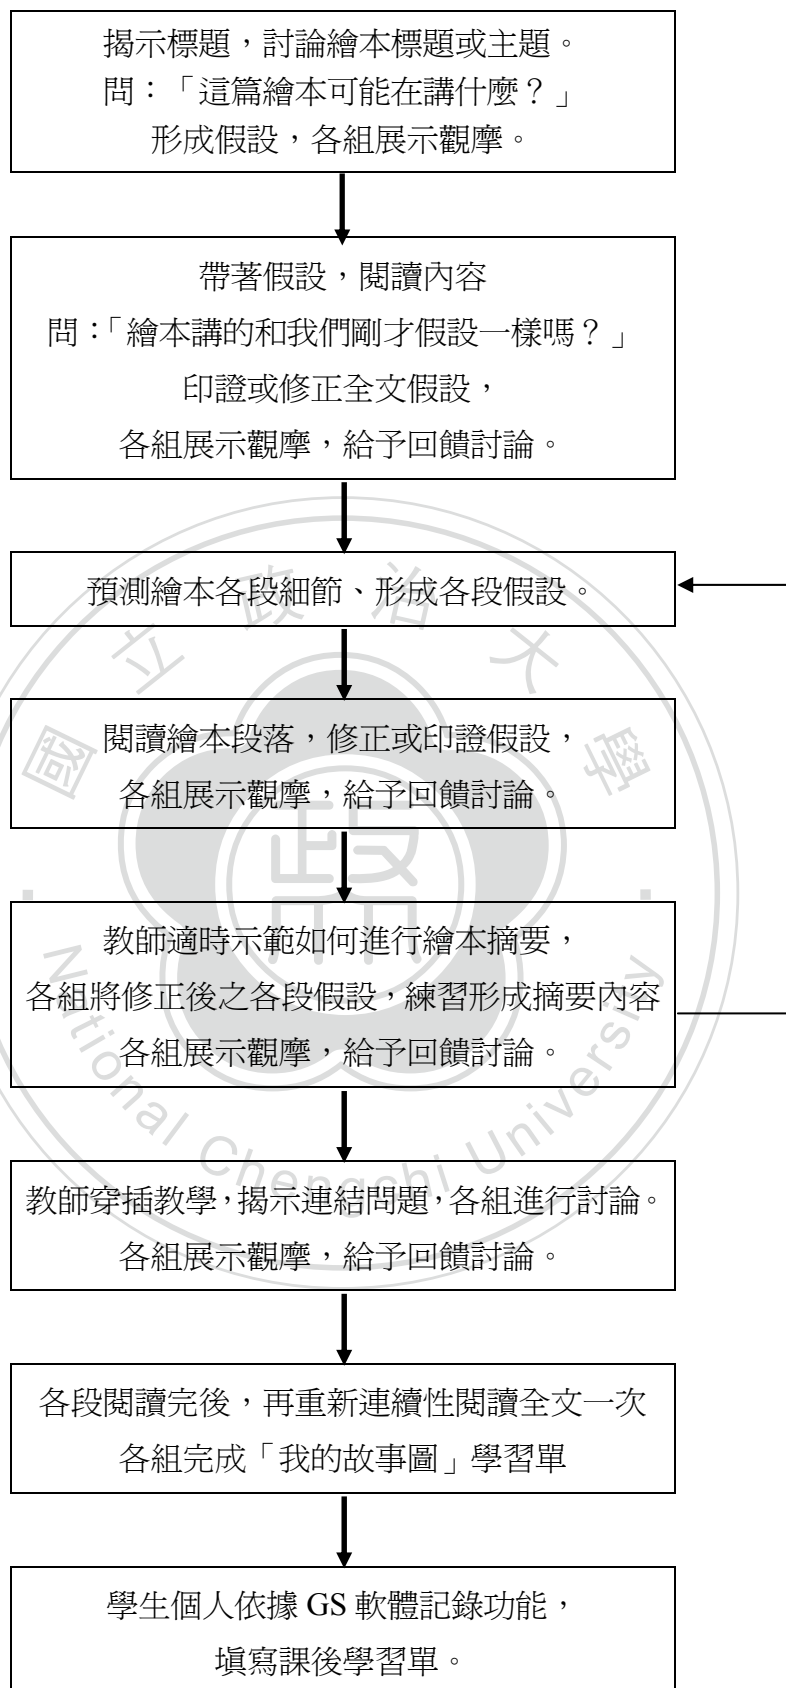 揭示標題，討論繪本標題或主題。
問：「這篇繪本可能在講什麼？」
形成假設，各組展示觀摩。
帶著假設，閱讀內容
問：「繪本講的和我們剛才假設一樣嗎？」
印證或修正全文假設，
各組展示觀摩，給予回饋討論。
預測繪本各段細節、形成各段假設。
閱讀繪本段落，修正或印證假設，
各組展示觀摩，給予回饋討論。
教師適時示範如何進行繪本摘要，
各組將修正後之各段假設，練習形成摘要內容
各組展示觀摩，給予回饋討論。
教師穿插教學，揭示連結問題，各組進行討論。
各組展示觀摩，給予回饋討論。
各段閱讀完後，再重新連續性閱讀全文一次
各組完成「我的故事圖」學習單
學生個人依據 GS 軟體記錄功能，
填寫課後學習單。
國立政治大學
National Chengchi University
政